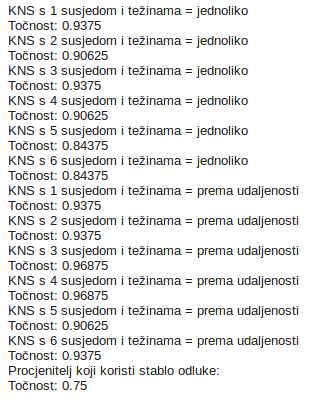 KNS s 1 susjedom i težinama = jednoliko
Točnost: 0.9375
KNS s 2 susjedom i težinama = jednoliko
Točnost: 0.90625
KNS s 3 susjedom i težinama = jednoliko
Točnost: 0.9375
KNS s 4 susjedom i težinama = jednoliko
Točnost: 0.90625
KNS s 5 susjedom i težinama = jednoliko
Točnost: 0.84375
KNS s 6 susjedom i težinama = jednoliko
Točnost: 0.84375
KNS s 1 susjedom i težinama = prema udaljenosti
Točnost: 0.9375
KNS s 2 susjedom i težinama = prema udaljenosti
Točnost: 0.9375
KNS s 3 susjedom i težinama = prema udaljenosti
Točnost: 0.96875
KNS s 4 susjedom i težinama = prema udaljenosti
Točnost: 0.96875
KNS s 5 susjedom i težinama = prema udaljenosti
Točnost: 0.90625
KNS s 6 susjedom i težinama = prema udaljenosti
Točnost: 0.9375
Procjenitelj koji koristi stablo odluke:
Točnost: 0.75